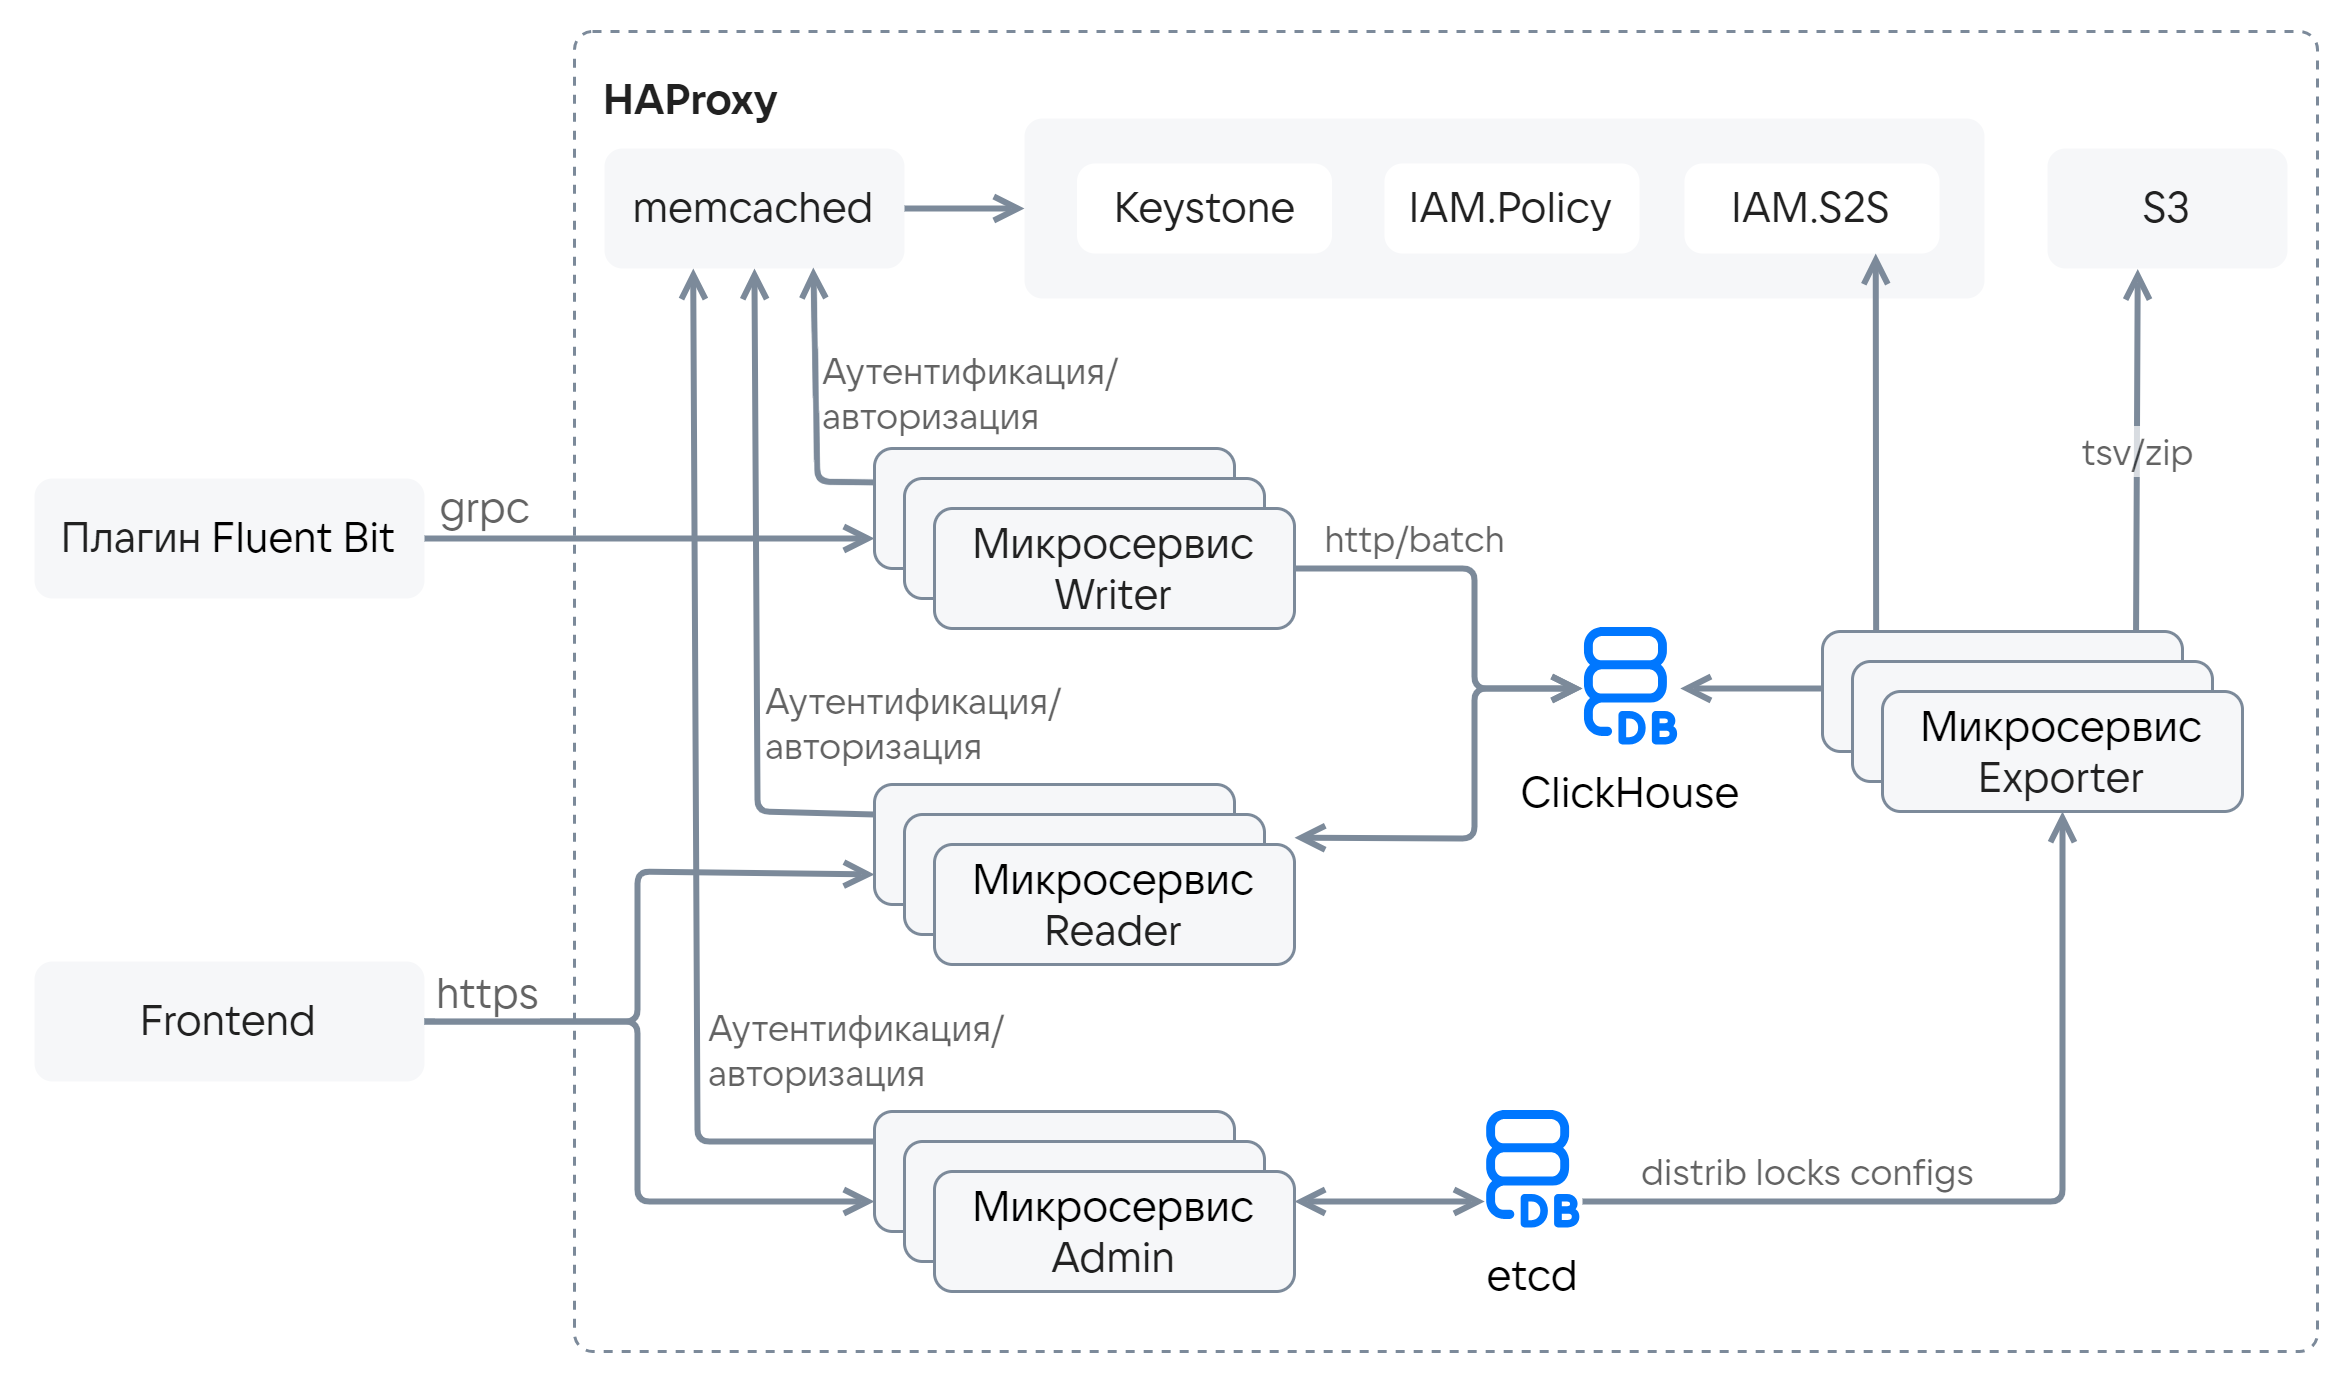 HAProxy
memcached
Keystone
IAM.Policy
IAM.S2S
S3
Аутентификация/
авторизация
tsv/zip
Плагин Fluent Bit
grpc
Микросервис
Writer
http/batch
Аутентификация/
авторизация
ClickHouse
Микросервис
Exporter
Микросервис
Reader
Frontend
https
Аутентификация/
авторизация
Микросервис
Admin
etcd
distrib locks configs
DB
DB